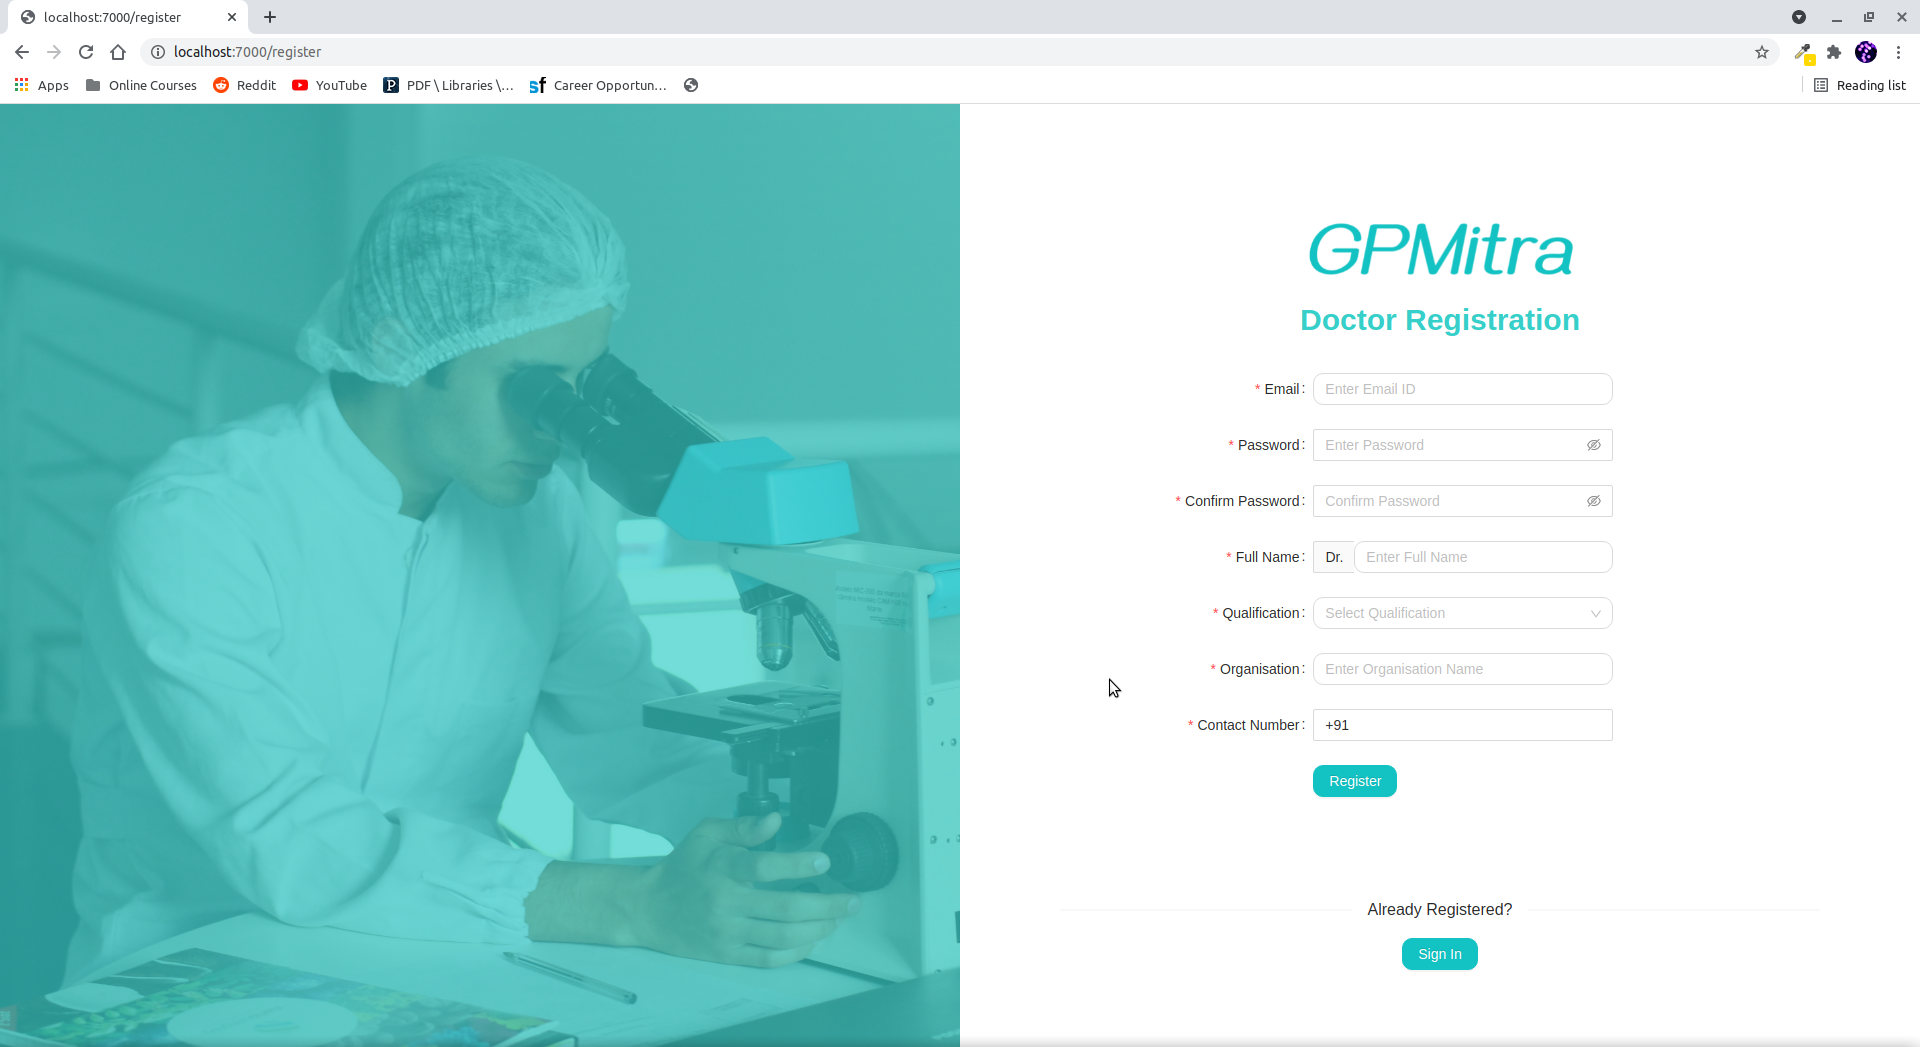 localhost:7000/register
localhost:7000/register
Apps
Online Courses
Reddit
YouTube
PDF \ Libraries \...
Career Opportun...
Reading list
GPMitra
Doctor Registration
* Email:
Enter Email ID
* Password:
Enter Password
* Confirm Password:
Confirm Password
* Full Name:
Dr.
Enter Full Name
* Qualification:
Select Qualification
* Organisation:
Enter Organisation Name
* Contact Number:
+91
Register
Already Registered?
Sign In